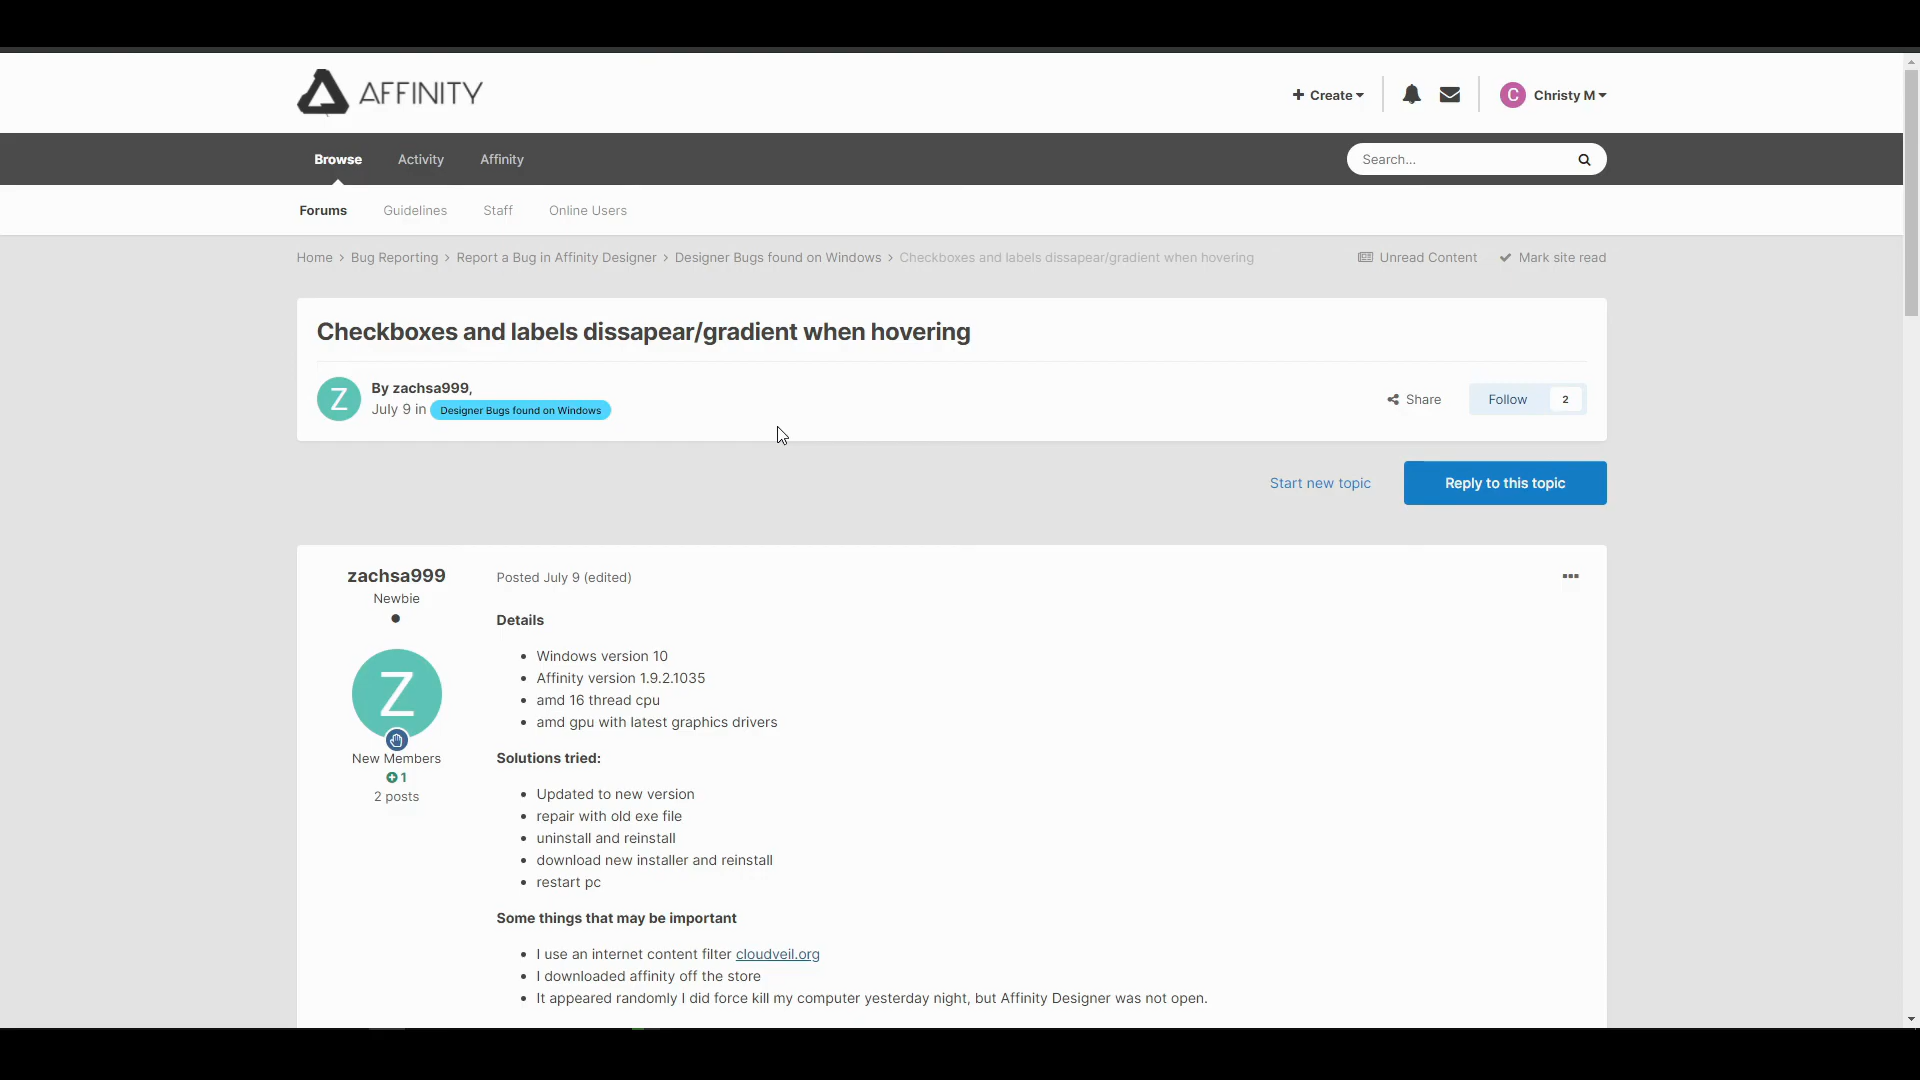 AFFINITY
Create
C Christy M
Browse Activity Affinity
Search...
Forums Guidelines Staff Online Users
Home > Bug Reporting > Report a Bug in Affinity Designer > Designer Bugs found on Windows > Checkboxes and labels dissapear/gradient when hovering
Unread Content Mark site read
Checkboxes and labels dissapear/gradient when hovering
Z
By zachsa999,
July 9 in Designer Bugs found on Windows
Share
Follow 2
Start new topic
Reply to this topic
zachsa999
Newbie
Z
New Members
1
2 posts
Posted July 9 (edited)
Details
• Windows version 10
• Affinity version 1.9.2.1035
• amd 16 thread cpu
• amd gpu with latest graphics drivers
Solutions tried:
• Updated to new version
• repair with old exe file
• uninstall and reinstall
• download new installer and reinstall
• restart pc
Some things that may be important
• I use an internet content filter cloudveil.org
• I downloaded affinity off the store
• It appeared randomly I did force kill my computer yesterday night, but Affinity Designer was not open.